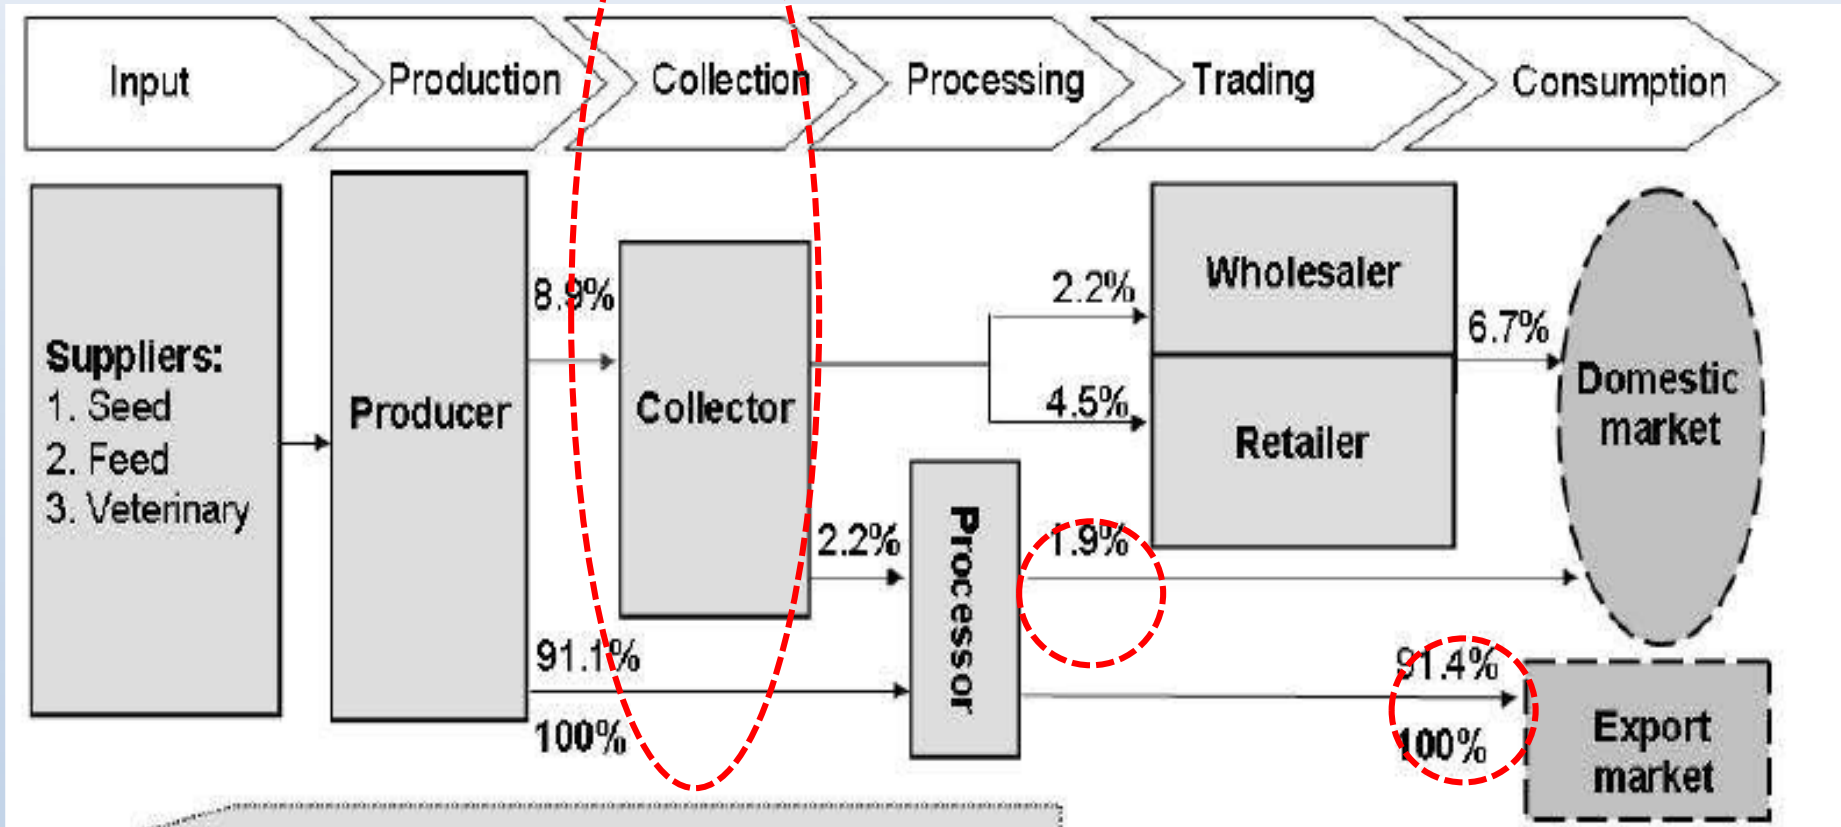 Input
Production
Collection
Processing
Trading
Consumption
Suppliers:
1. Seed
2. Feed
3. Veterinary
Producer
8.9%
Collector
2.2%
4.5%
Wholesaler
Retailer
6.7%
Domestic
market
2.2%
Processor
1.9%
91.1%
100%
91.4%
100%
Export
market